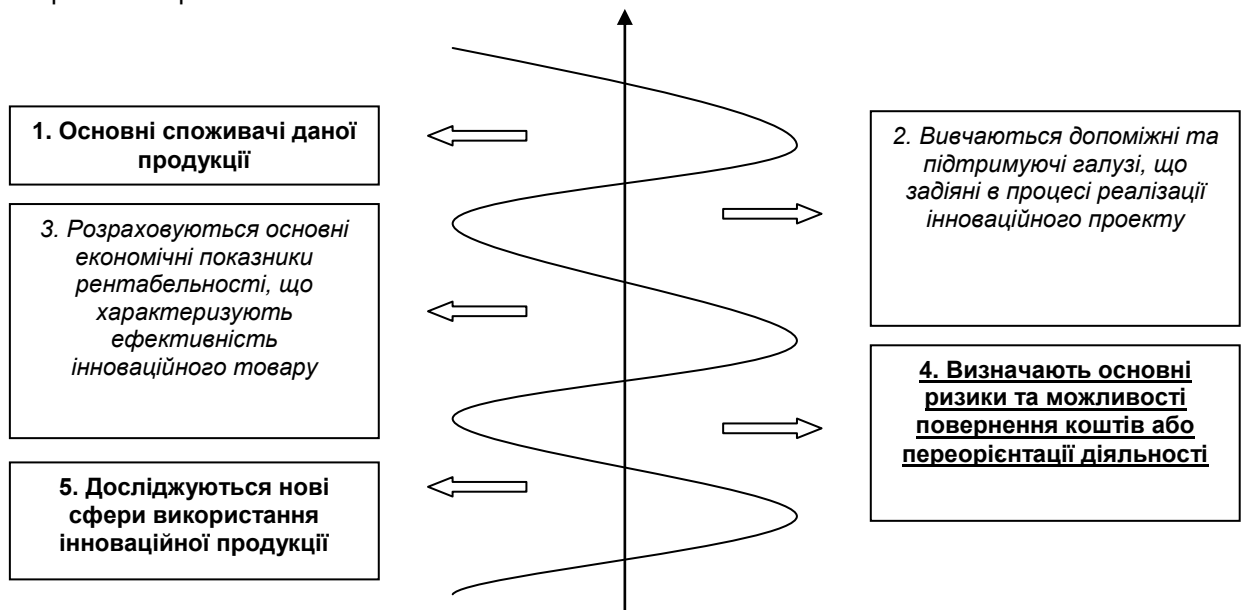 1. Основні споживачі даної
продукції
2. Вивчаються допоміжні та
підтримуючі галузі, що
задіяні в процесі реалізації
інноваційного проекту
3. Розраховуються основні
економічні показники
рентабельності, що
характеризують
ефективність
інноваційного товару
4. Визначають основні
ризики та можливості
повернення коштів або
переорієнтації діяльності
5. Досліджуються нові
сфери використання
інноваційної продукції